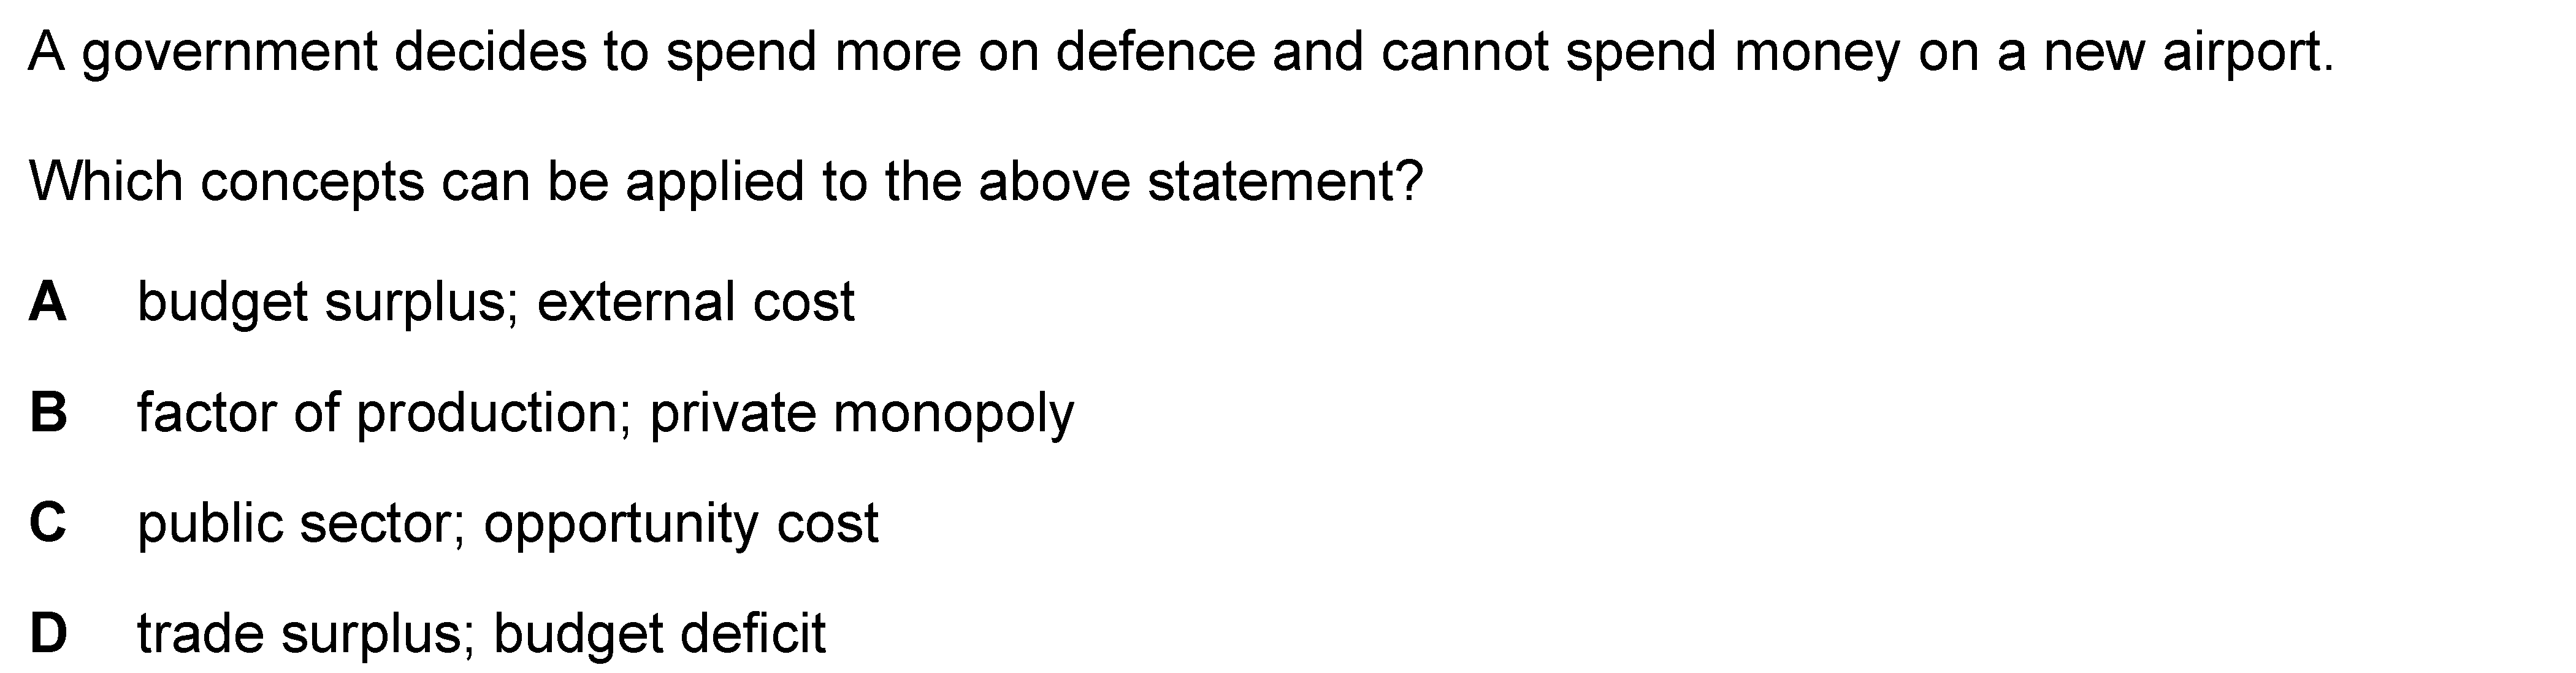 A government decides to spend more on defence and cannot spend money on a new airport.
Which concepts can be applied to the above statement?
A budget surplus; external cost
B factor of production; private monopoly
C public sector; opportunity cost
D trade surplus; budget deficit